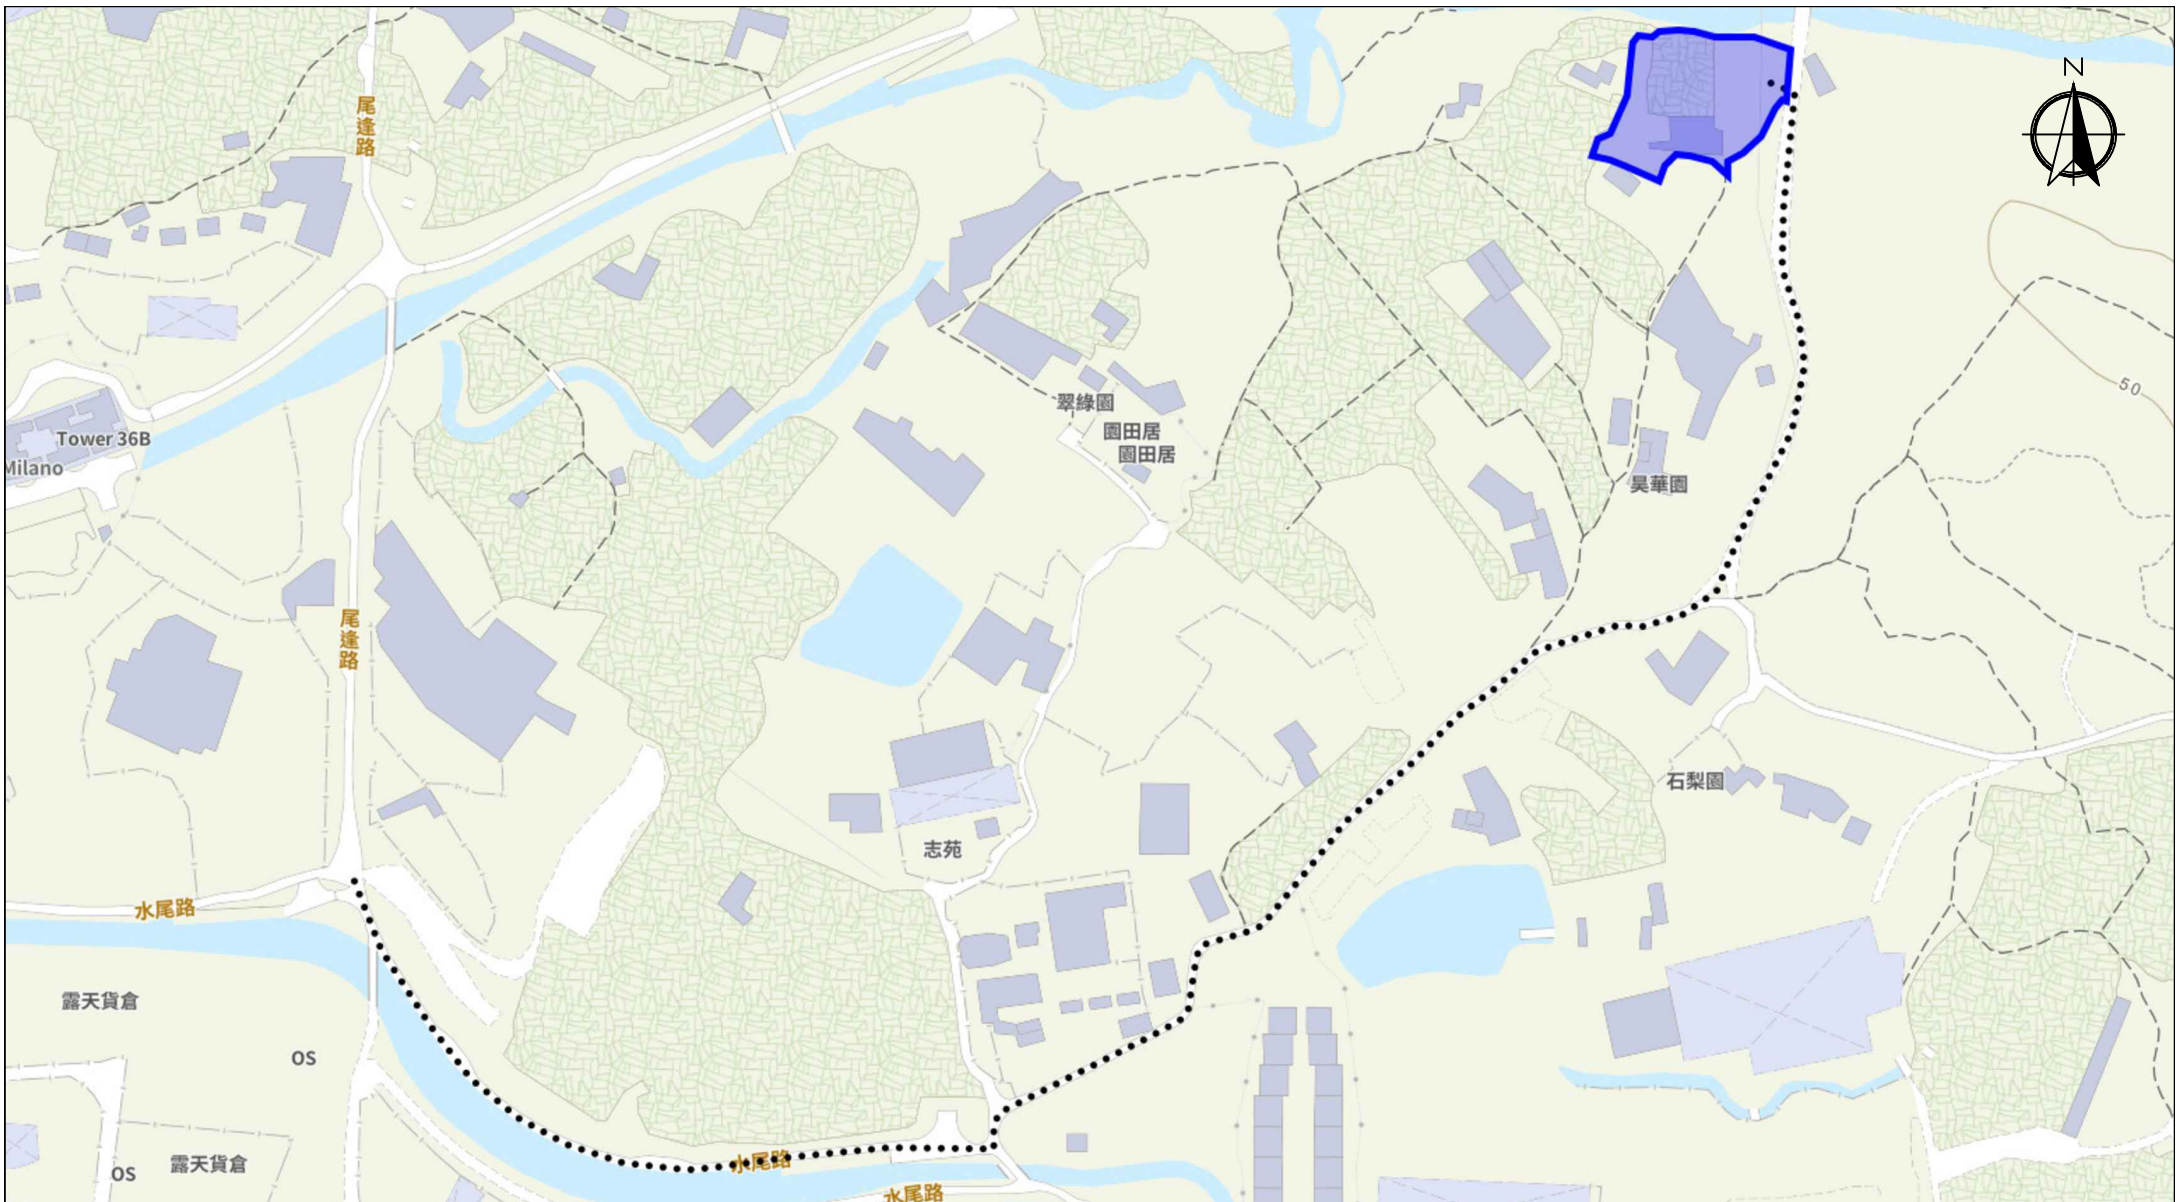 N
尾逢路
50
翠綠園
園田居
園田居
Tower 36B
Milano
昊華園
尾逢路
石梨園
志苑
水尾路
露天貨倉
OS
水尾路
露天貨倉
OS
水尾路